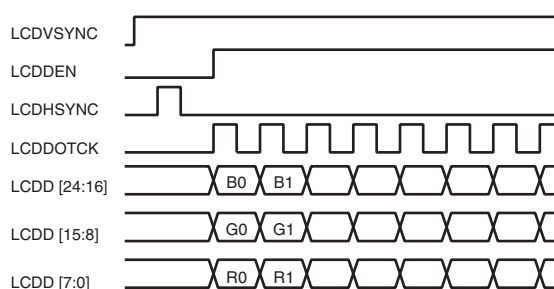 LCDVSYNC
LCDDEN
LCDHSYNC
LCDDOTCK
LCDD [24:16] B0 B1
LCDD [15:8] G0 G1
LCDD [7:0] R0 R1